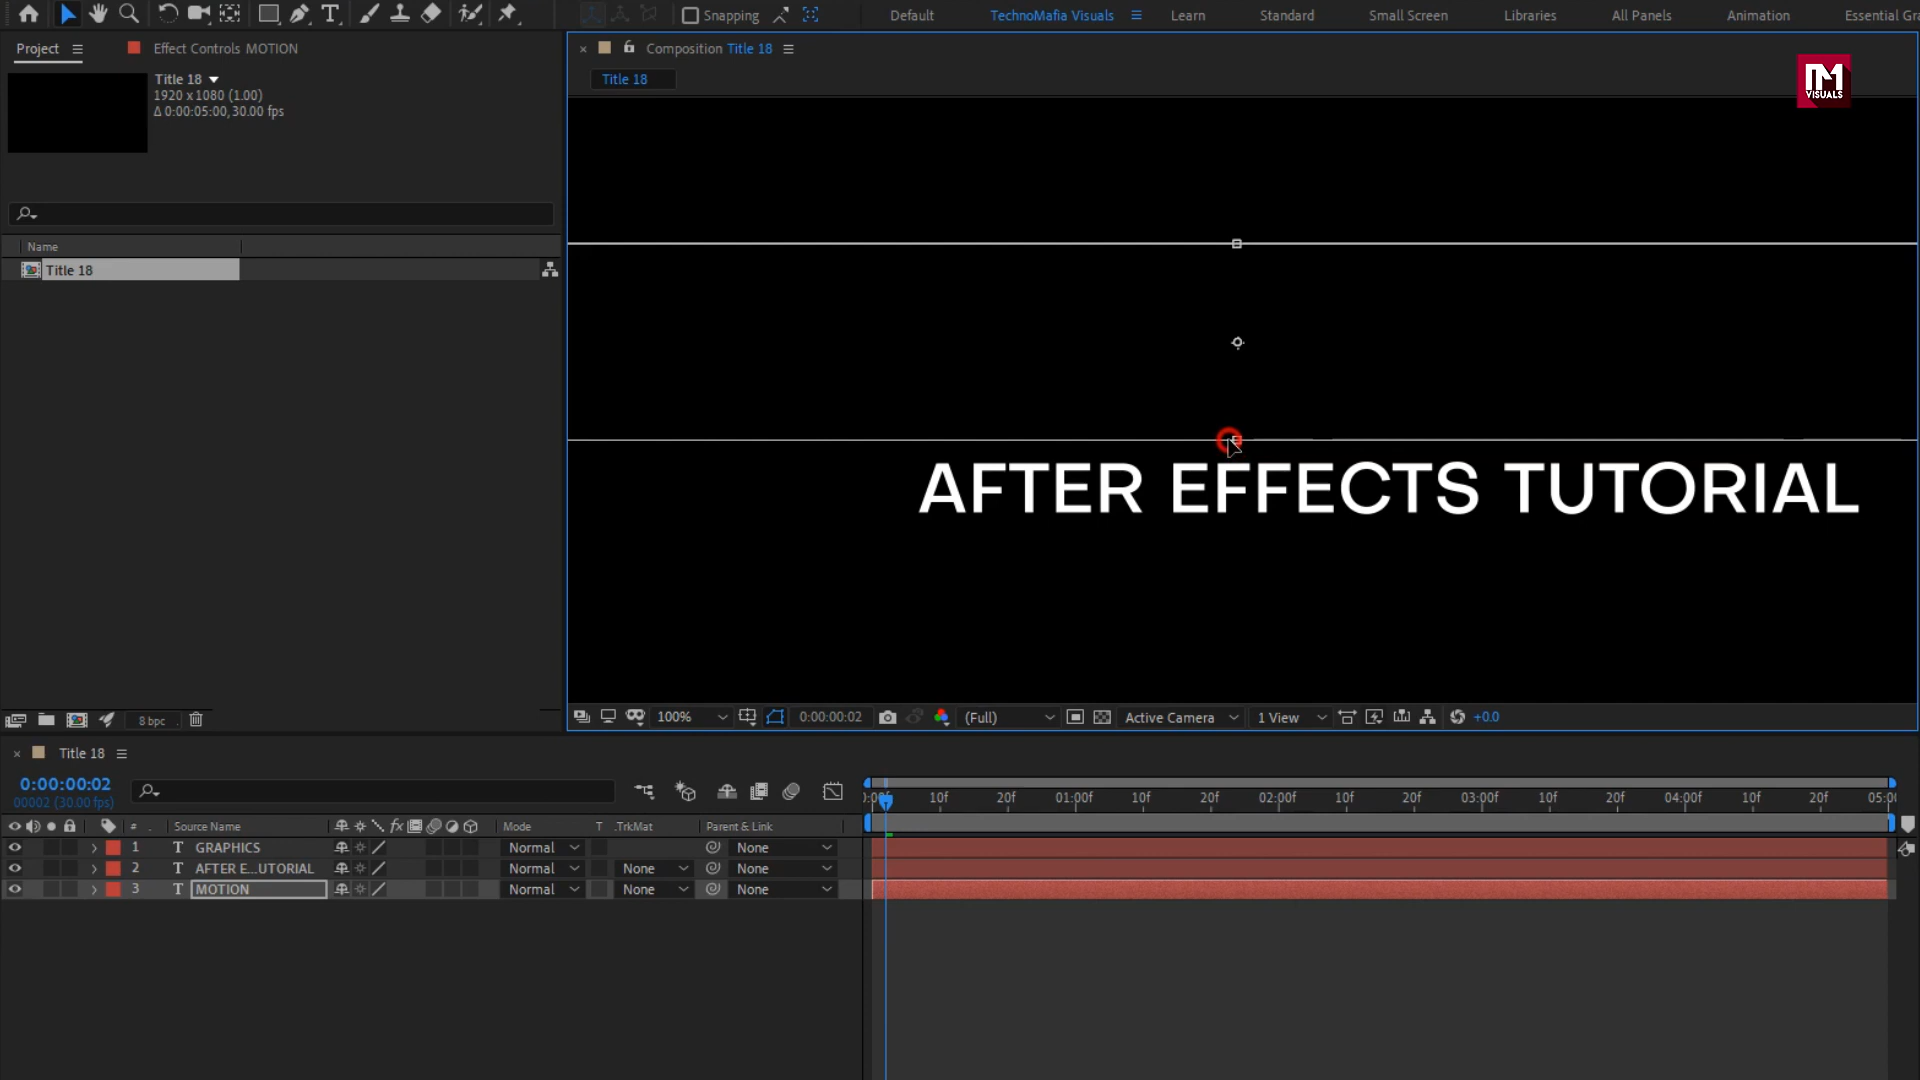 Snapping
Default
TechnoMafia Visuals
Learn
Standard
Small Screen
Libraries
All Panels
Animation
Essential Gra
Project
Effect Controls MOTION
Composition Title 18
Title 18
1920 x 1080 (1.00)
Δ 0:00:05:00, 30.00 fps
Title 18
VISUALS
Name
Title 18
AFTER EFFECTS TUTORIAL
8 bpc
100%
0:00:00:02
(Full)
Active Camera
1 View
+0.0
Title 18
0:00:00:02
00002 (30.00 fps)
10f
20f
01:00f
10f
20f
02:00f
10f
20f
03:00f
10f
20f
04:00f
10f
20f
# Source Name
Mode
T .TrkMat
Parent & Link
1 T GRAPHICS Normal None
2 T AFTER E...UTORIAL Normal None None
3 T MOTION Normal None None